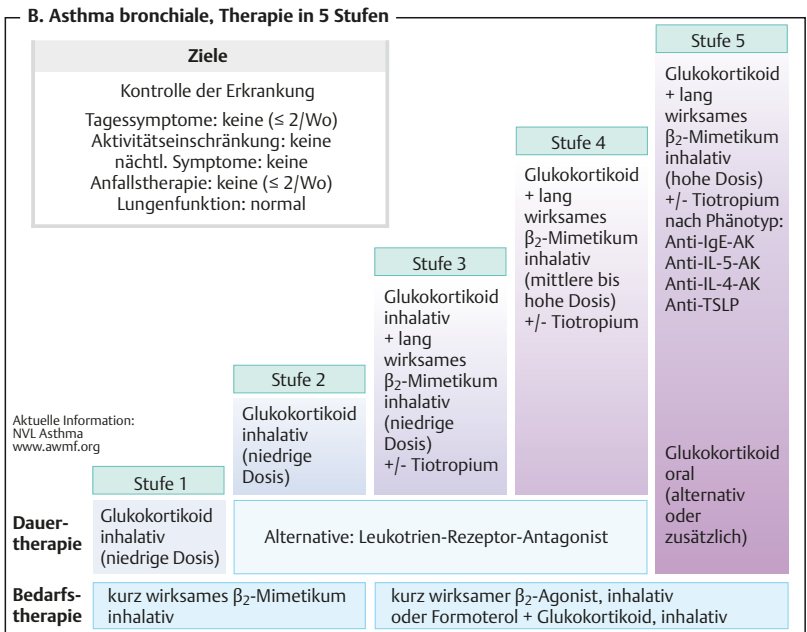 B. Asthma bronchiale, Therapie in 5 Stufen
Ziele
Kontrolle der Erkrankung
Tagessymptome: keine (≤ 2/Wo)
Aktivitätseinschränkung: keine
nächtl. Symptome: keine
Anfallstherapie: keine (≤ 2/Wo)
Lungenfunktion: normal
Aktuelle Information:
NVL Asthma
www.awmf.org
Dauer-
therapie
Stufe 1
Glukokortikoid
inhalativ
(niedrige Dosis)
Stufe 2
Glukokortikoid
inhalativ
(niedrige
Dosis)
Stufe 3
Glukokortikoid
inhalativ
+ lang
wirksames
β₂-Mimetikum
inhalativ
(niedrige
Dosis)
+/- Tiotropium
Stufe 4
Glukokortikoid
+ lang
wirksames
β₂-Mimetikum
inhalativ
(mittlere bis
hohe Dosis)
+/- Tiotropium
Stufe 5
Glukokortikoid
+ lang
wirksames
β₂-Mimetikum
inhalativ
(hohe Dosis)
+/- Tiotropium
nach Phänotyp:
Anti-IgE-AK
Anti-IL-5-AK
Anti-IL-4-AK
Anti-TSLP
Glukokortikoid
oral
(alternativ
oder
zusätzlich)
Alternative: Leukotrien-Rezeptor-Antagonist
Bedarfs-
therapie
kurz wirksames β₂-Mimetikum
inhalativ
kurz wirksamer β₂-Agonist, inhalativ
oder Formoterol + Glukokortikoid, inhalativ